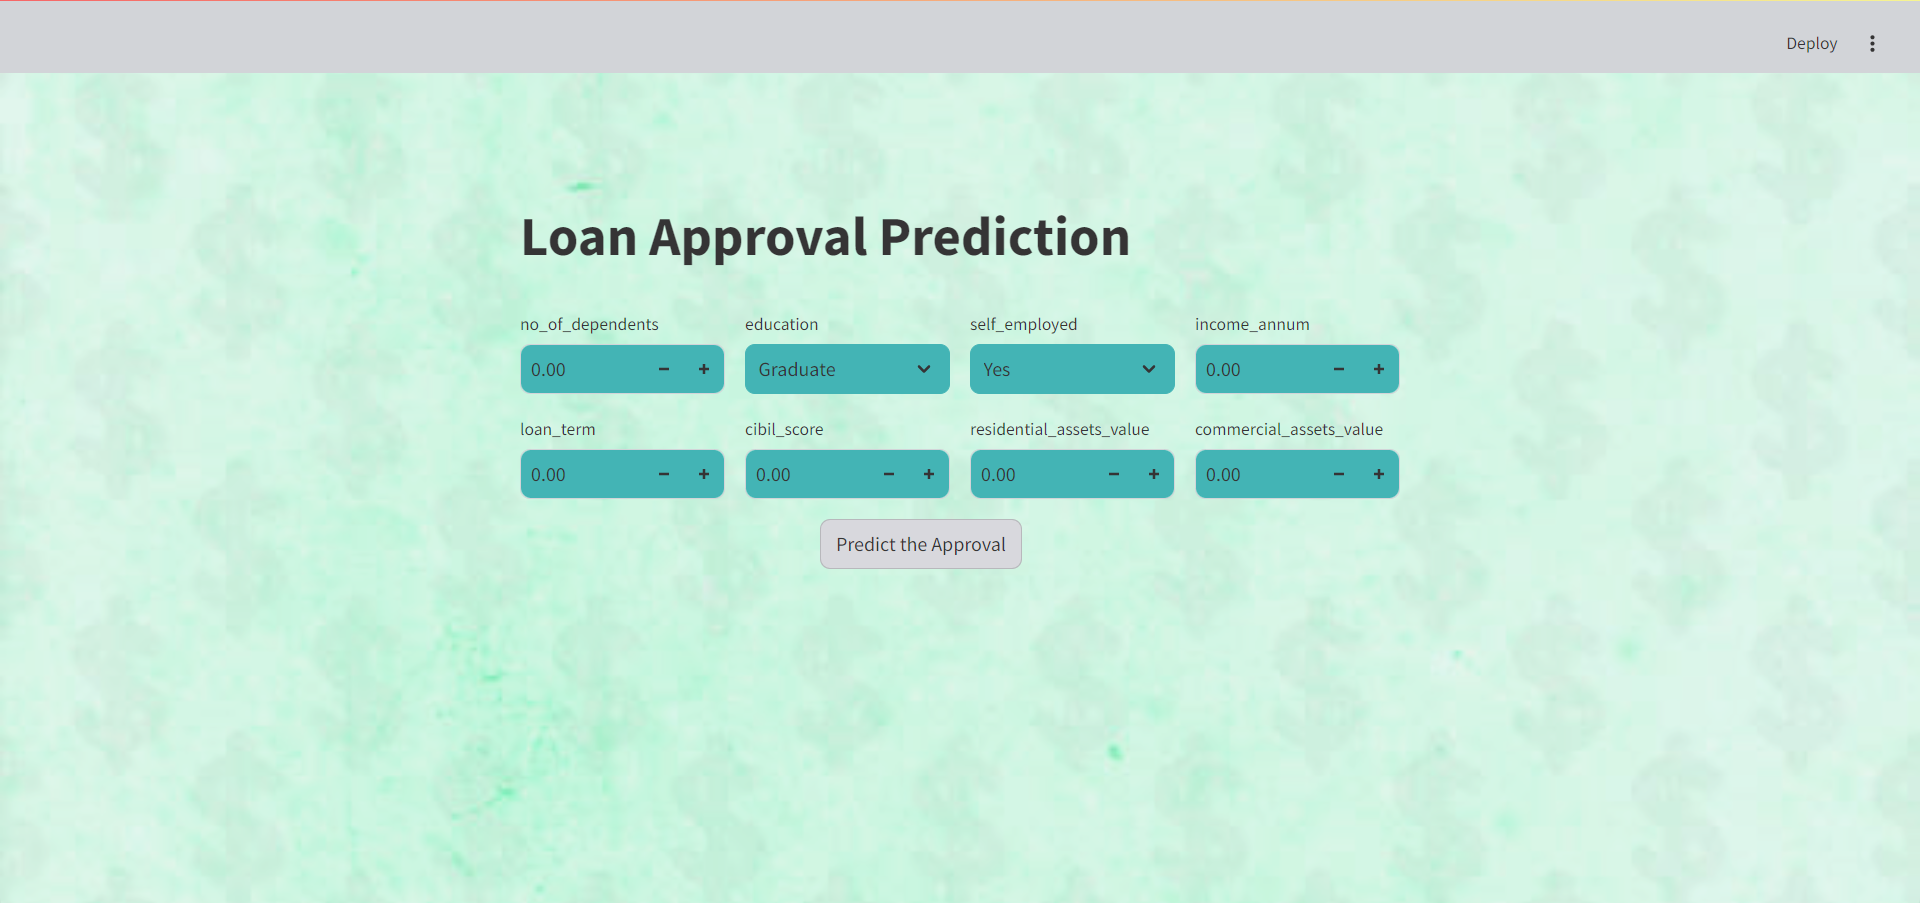 Deploy
Loan Approval Prediction
no_of_dependents education self_employed income_annum
0.00 Graduate Yes 0.00
loan_term cibil_score residential_assets_value commercial_assets_value
0.00 0.00 0.00 0.00
Predict the Approval